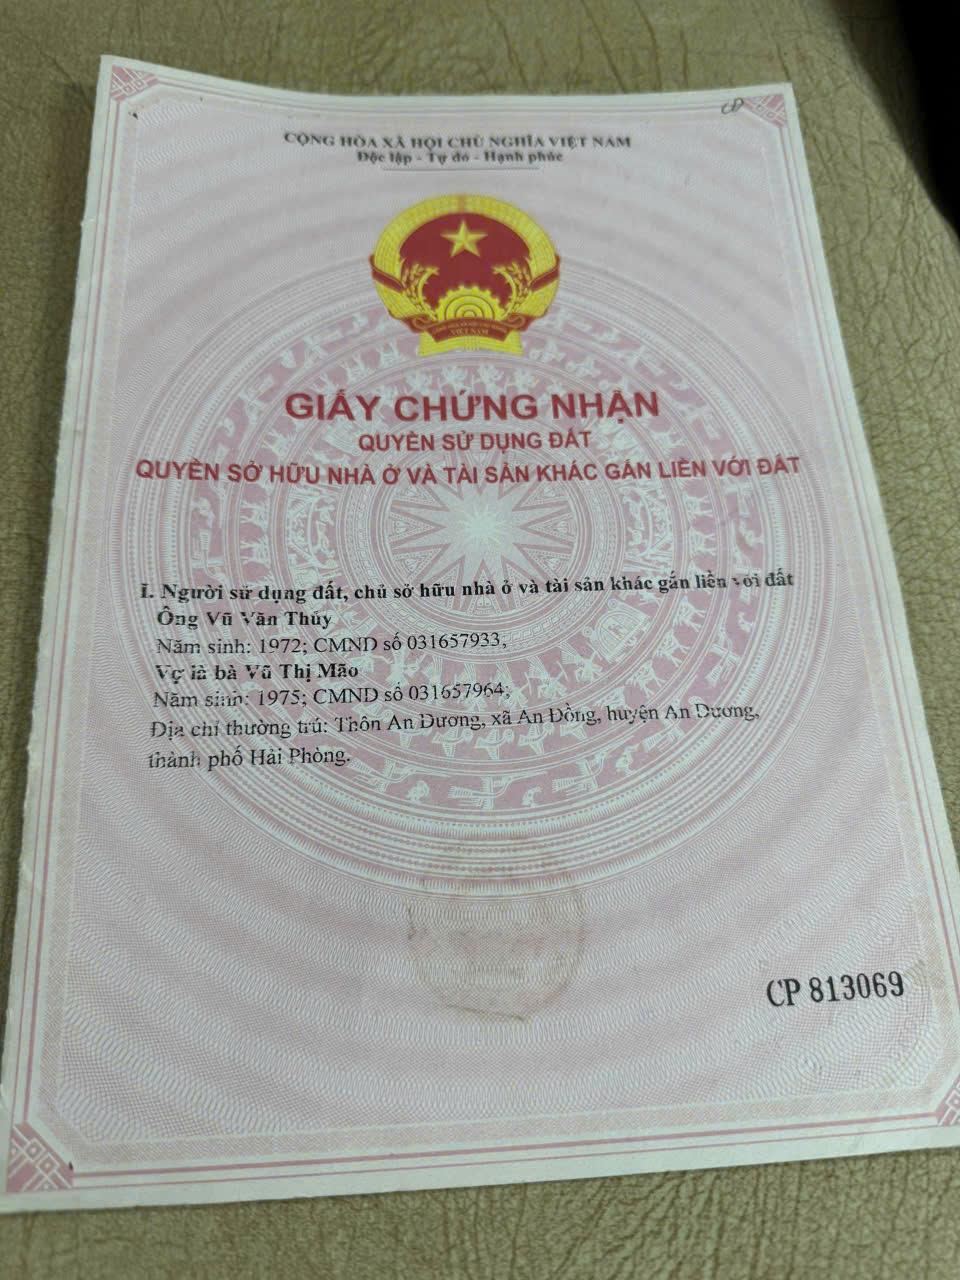 CỘNG HÒA XÃ HỘI CHỦ NGHĨA VIỆT NAM
Độc lập - Tự do - Hạnh phúc
VIỆT NAM
GIẤY CHỨNG NHẬN
QUYỀN SỬ DỤNG ĐẤT
QUYỀN SỞ HỮU NHÀ Ở VÀ TÀI SẢN KHÁC GẮN LIỀN VỚI ĐẤT
I. Người sử dụng đất, chủ sở hữu nhà ở và tài sản khác gắn liền với đất
Ông Vũ Văn Thủy
Năm sinh: 1972; CMND số 031657933;
Vợ là bà Vũ Thị Mão
Năm sinh: 1975; CMND số 031657964;
Địa chỉ thường trú: Thôn An Dương, xã An Đồng, huyện An Dương,
thành phố Hải Phòng.
CP 813069